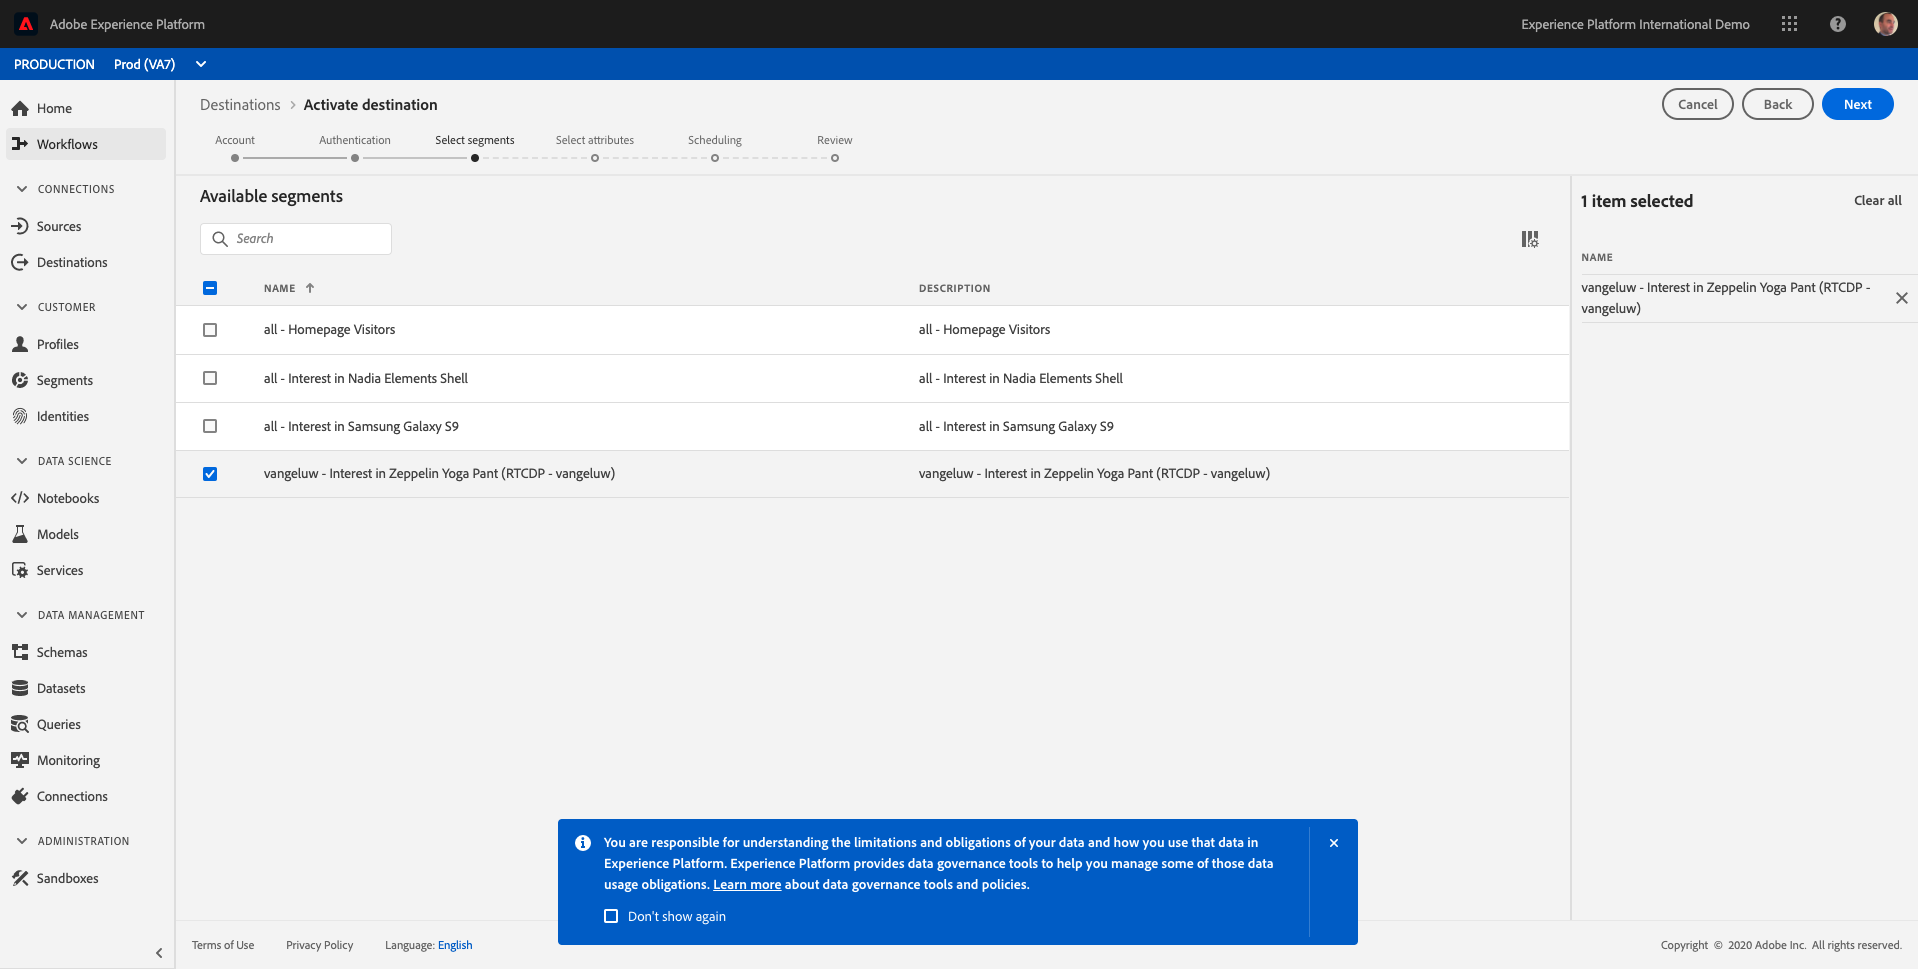 Adobe Experience Platform
Experience Platform International Demo
PRODUCTION Prod (VA7)
Home
Workflows
CONNECTIONS
Sources
Destinations
CUSTOMER
Profiles
Segments
Identities
DATA SCIENCE
Notebooks
Models
Services
DATA MANAGEMENT
Schemas
Datasets
Queries
Monitoring
Connections
ADMINISTRATION
Sandboxes
Destinations > Activate destination
Cancel Back Next
Account Authentication Select segments Select attributes Scheduling Review
Available segments
Search
NAME DESCRIPTION
all - Homepage Visitors all - Homepage Visitors
all - Interest in Nadia Elements Shell all - Interest in Nadia Elements Shell
all - Interest in Samsung Galaxy S9 all - Interest in Samsung Galaxy S9
vangeluw - Interest in Zeppelin Yoga Pant (RTCDP - vangeluw) vangeluw - Interest in Zeppelin Yoga Pant (RTCDP - vangeluw)
1 item selected Clear all
NAME
vangeluw - Interest in Zeppelin Yoga Pant (RTCDP -
vangeluw)
You are responsible for understanding the limitations and obligations of your data and how you use that data in
Experience Platform. Experience Platform provides data governance tools to help you manage some of those data
usage obligations. Learn more about data governance tools and policies.
Don't show again
Terms of Use Privacy Policy Language: English
Copyright © 2020 Adobe Inc. All rights reserved.